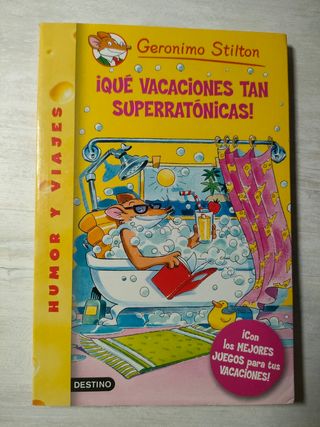 Geronimo Stilton
¡QUÉ VACACIONES TAN
SUPERRATÓNICAS!
HUMOR Y VIAJES
¡Con
los MEJORES
JUEGOS para tus
VACACIONES!
DESTINO